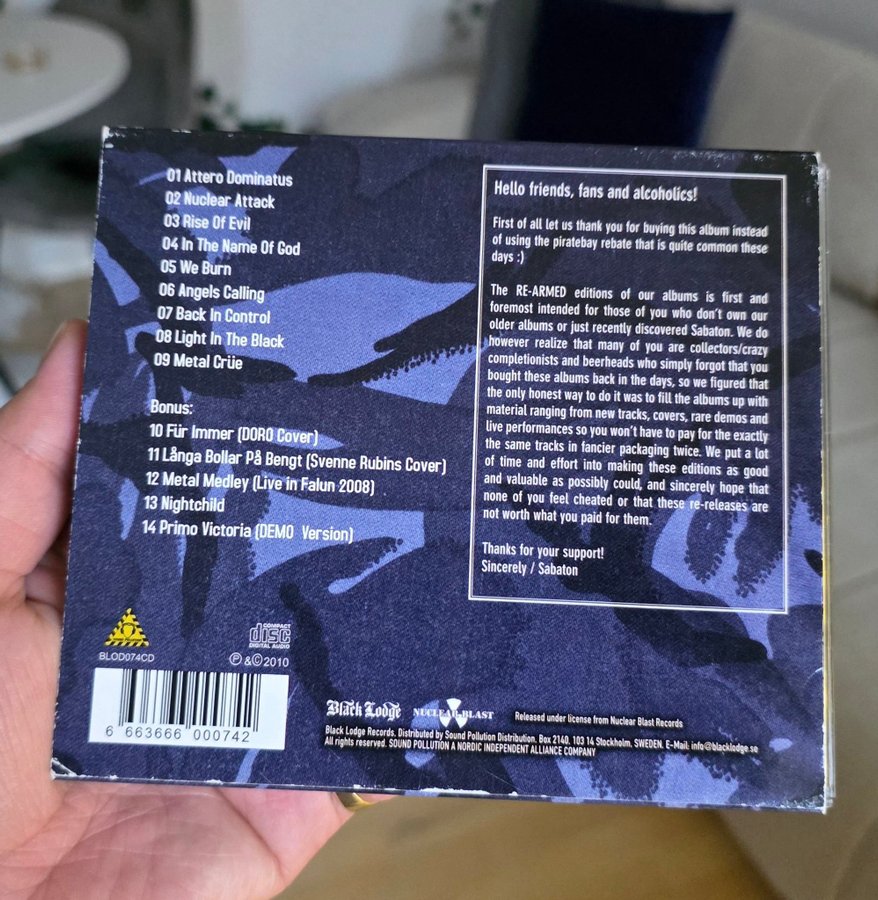 01 Attero Dominatus
02 Nuclear Attack
03 Rise Of Evil
04 In The Name Of God
05 We Burn
06 Angels Calling
07 Back In Control
08 Light In The Black
09 Metal Crüe
Bonus:
10 Für Immer (DORO Cover)
11 Långa Bollar På Bengt (Svenne Rubins Cover)
12 Metal Medley (Live in Falun 2008)
13 Nightchild
14 Primo Victoria (DEMO Version)
Hello friends, fans and alcoholics!
First of all let us thank you for buying this album instead
of using the piratebay rebate that is quite common these
days :)
The RE-ARMED editions of our albums is first and
foremost intended for those of you who don't own our
older albums or just recently discovered Sabaton. We do
however realize that many of you are collectors/crazy
completionists and beerheads who simply forgot that you
bought these albums back in the days, so we figured that
the only honest way to do it was to fill the albums up with
material ranging from new tracks, covers, rare demos and
live performances so you won't have to pay for the exactly
the same tracks in fancier packaging twice. We put a lot
of time and effort into making these editions as good
and valuable as possibly could, and sincerely hope that
none of you feel cheated or that these re-releases are
not worth what you paid for them.
Thanks for your support!
Sincerely / Sabaton
BLOD074CD
COMPACT
disc
DIGITAL AUDIO
℗ &© 2010
6 663666 000742
Black Lodge
NUCLEAR BLAST
Released under license from Nuclear Blast Records
Black Lodge Records. Distributed by Sound Pollution Distribution. Box 2140, 103 14 Stockholm. SWEDEN. E-Mail: info@blacklodge.se
All rights reserved. SOUND POLLUTION A NORDIC INDEPENDENT ALLIANCE COMPANY